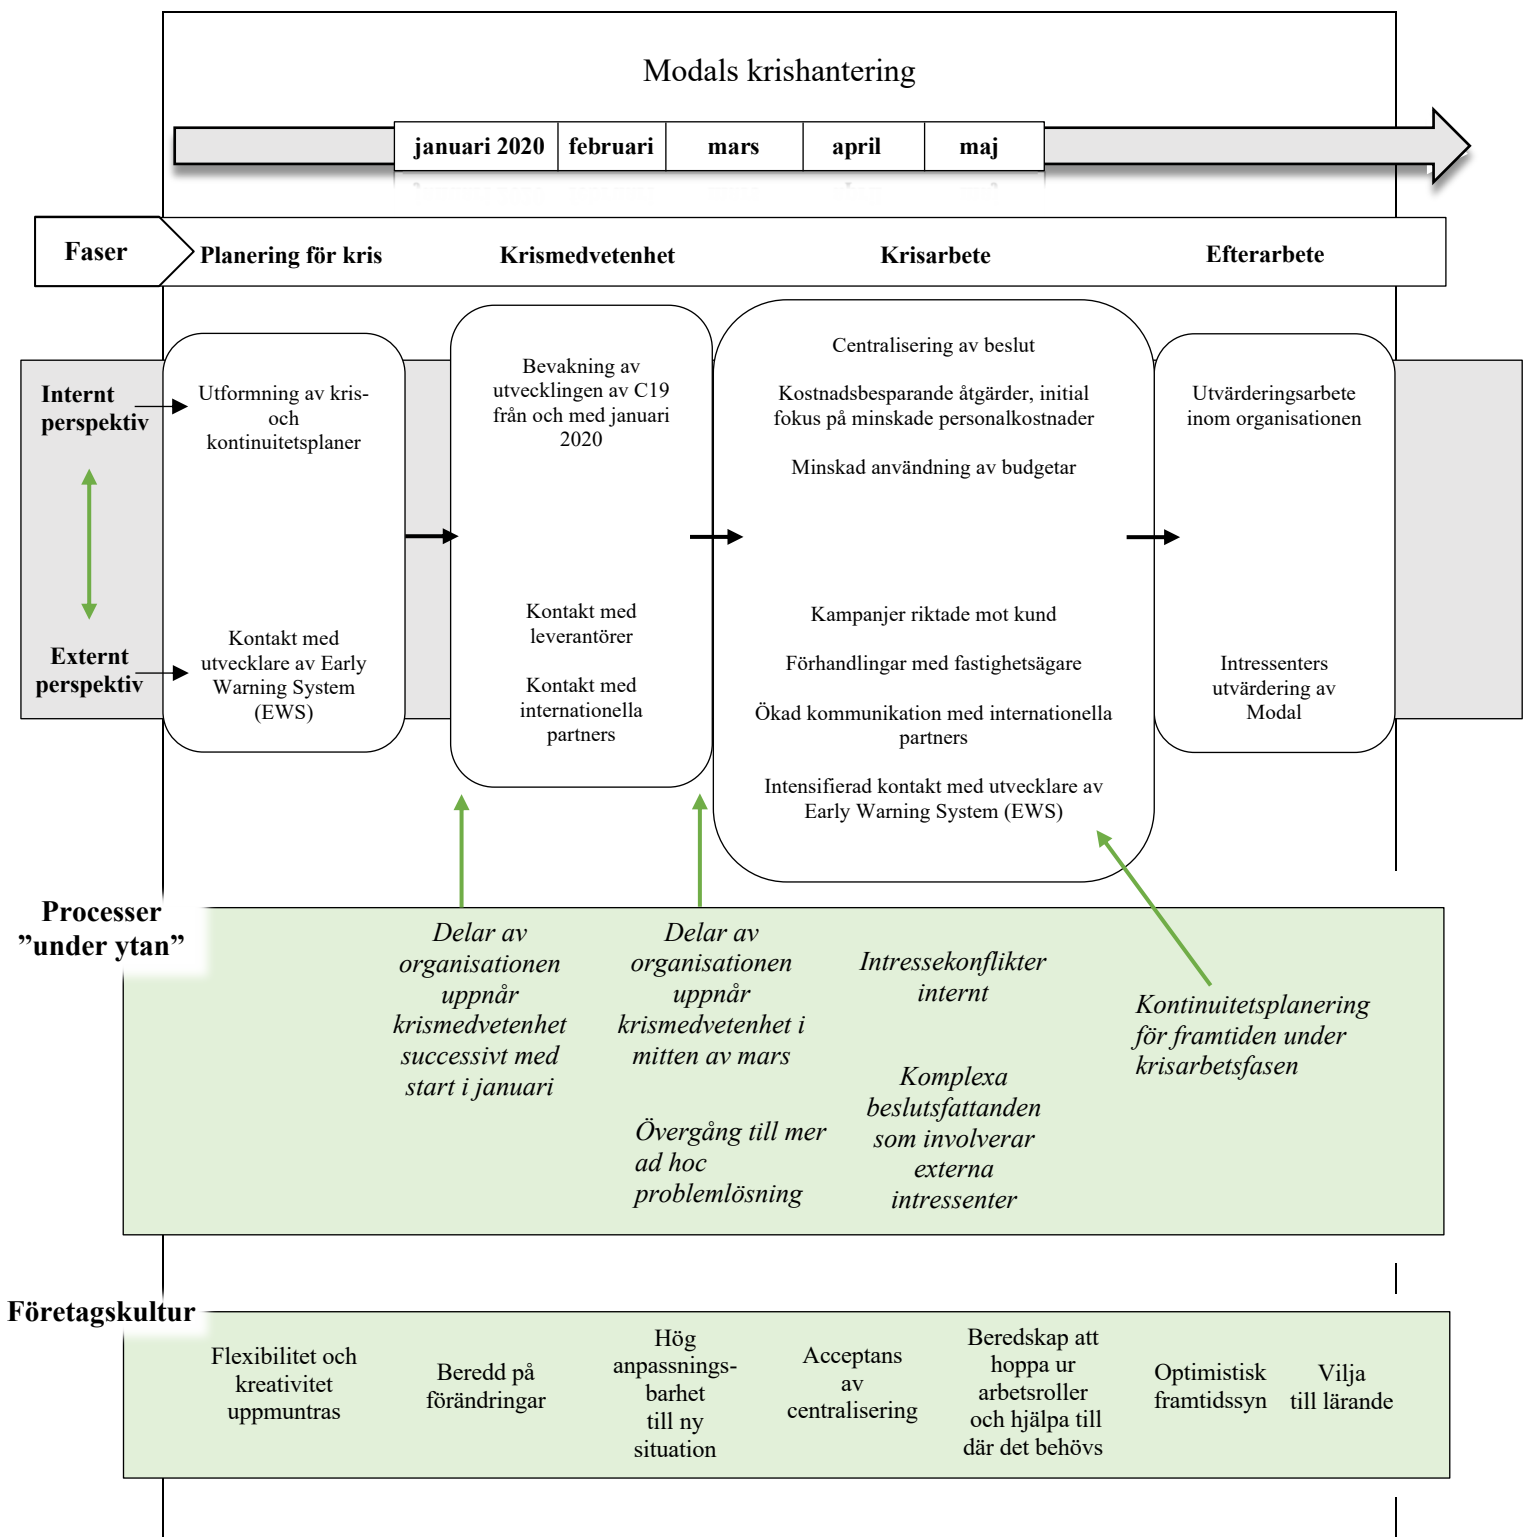 Modals krishantering
januari 2020 februari mars april maj
Faser
Planering för kris
Krismedvetenhet
Krisarbete
Efterarbete
Internt
perspektiv
Externt
perspektiv
Utformning av kris-
och
kontinuitetsplaner
Kontakt med
utvecklare av Early
Warning System
(EWS)
Bevakning av
utvecklingen av C19
från och med januari
2020
Kontakt med
leverantörer
Kontakt med
internationella
partners
Centralisering av beslut
Kostnadsbesparande åtgärder, initial
fokus på minskade personalkostnader
Minskad användning av budgetar
Kampanjer riktade mot kund
Förhandlingar med fastighetsägare
Ökad kommunikation med internationella
partners
Intensifierad kontakt med utvecklare av
Early Warning System (EWS)
Utvärderingsarbete
inom organisationen
Intressenters
utvärdering av
Modal
Processer
”under ytan”
Delar av
organisationen
uppnår
krismedvetenhet
successivt med
start i januari
Delar av
organisationen
uppnår
krismedvetenhet i
mitten av mars
Övergång till mer
ad hoc
problemlösning
Intressekonflikter
internt
Komplexa
beslutsfattanden
som involverar
externa
intressenter
Kontinuitetsplanering
för framtiden under
krisarbetsfasen
Företagskultur
Flexibilitet och
kreativitet
uppmuntras
Beredd på
förändringar
Hög
anpassnings-
barhet
till ny
situation
Acceptans
av
centralisering
Beredskap att
hoppa ur
arbetsroller
och hjälpa till
där det behövs
Optimistisk
framtidssyn
Vilja
till lärande